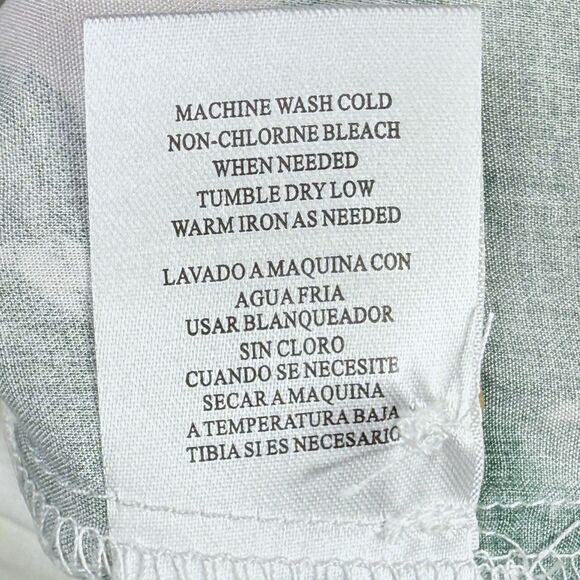 MACHINE WASH COLD
NON-CHLORINE BLEACH
WHEN NEEDED
TUMBLE DRY LOW
WARM IRON AS NEEDED
LAVADO A MAQUINA CON
AGUA FRIA
USAR BLANQUEADOR
SIN CLORO
CUANDO SE NECESITE
SECAR A MAQUINA
A TEMPERATURA BAJA
TIBIA SI ES NECESARIO